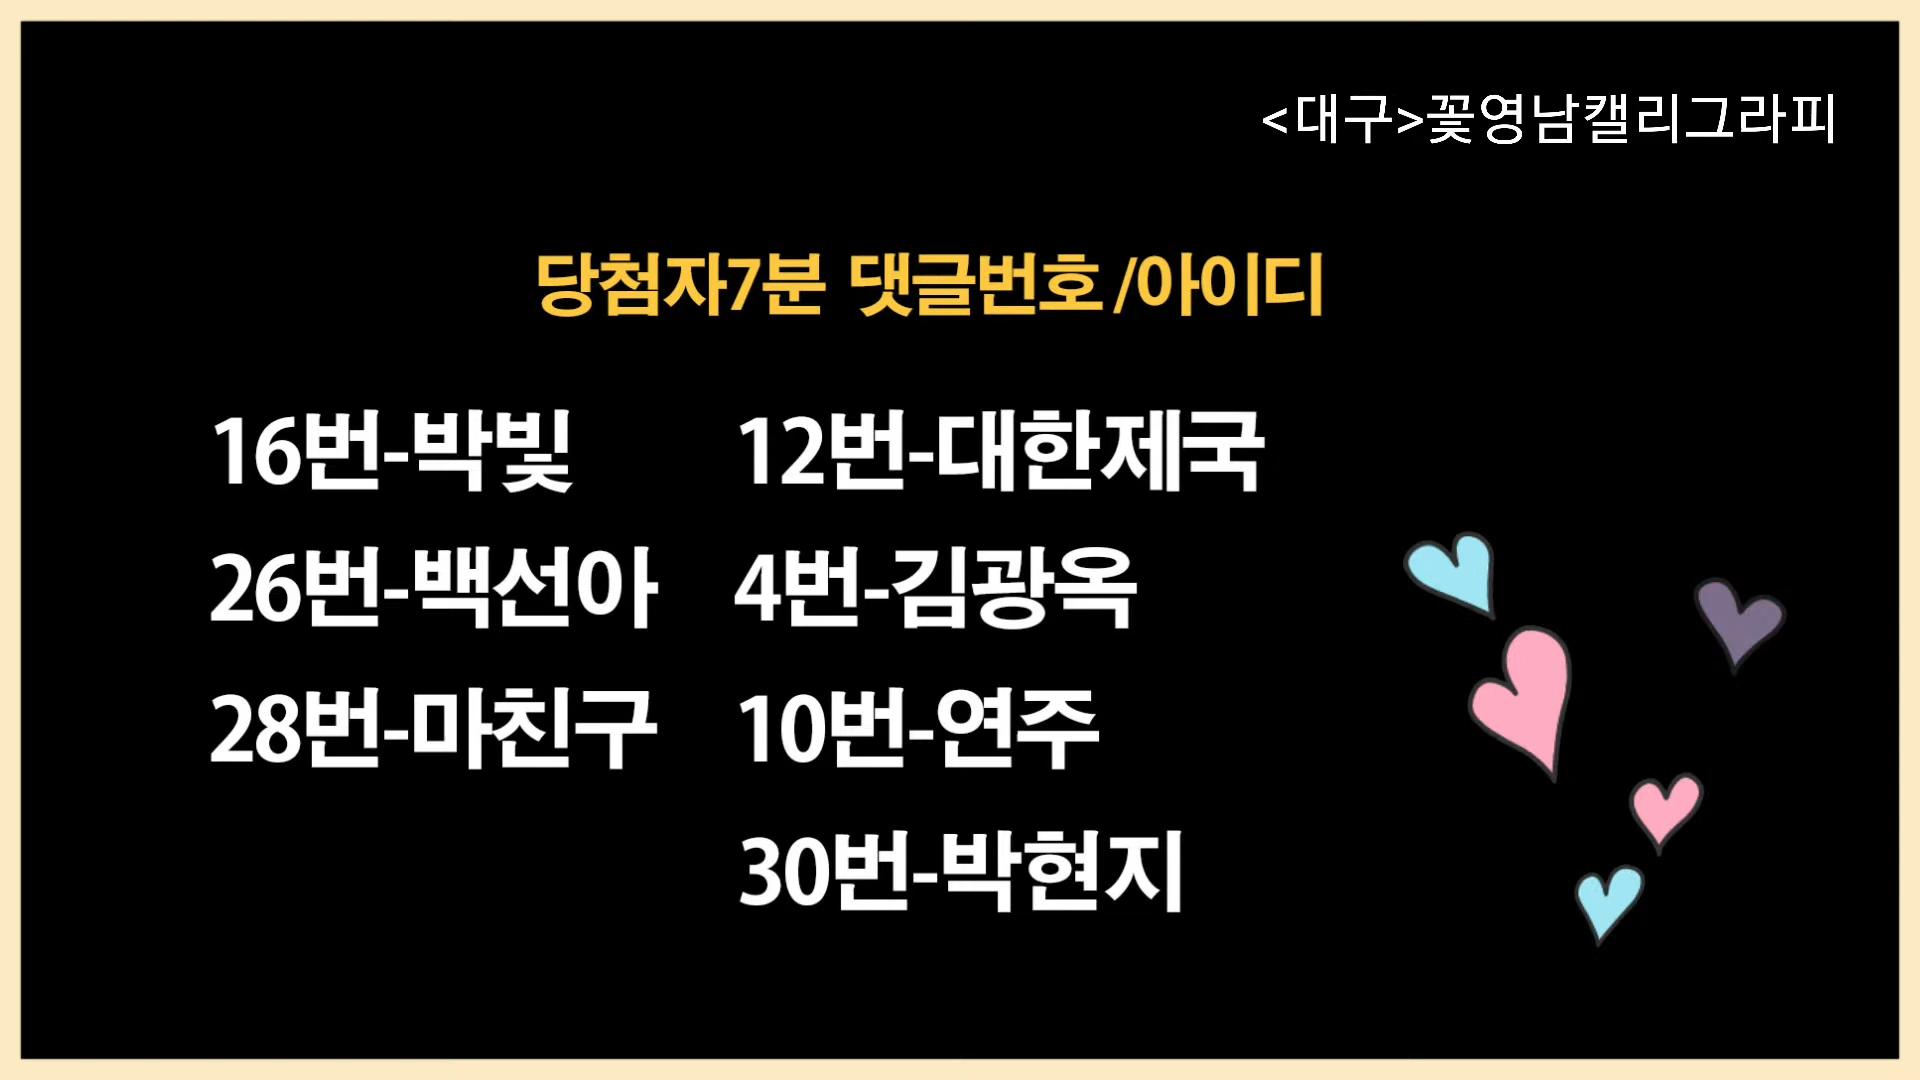 <대구>꽃영남캘리그라피
당첨자7분 댓글번호 /아이디
16번-박빛 12번-대한제국
26번-백선아 4번-김광옥
28번-마친구 10번-연주
30번-박현지